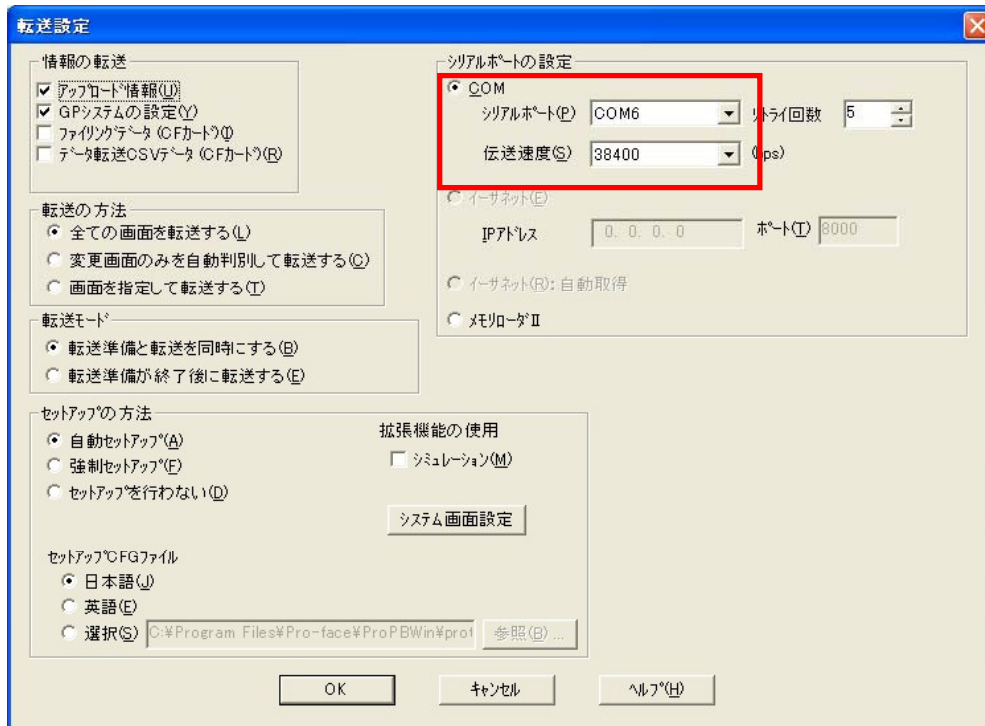 転送設定
情報の転送
アップロード情報(U)
GPシステムの設定(Y)
ファイリングデータ(CFカード)(I)
データ転送CSVデータ(CFカード)(R)
転送の方法
全ての画面を転送する(L)
変更画面のみを自動判別して転送する(C)
画面を指定して転送する(T)
転送モード
転送準備と転送を同時にする(B)
転送準備が終了後に転送する(E)
セットアップの方法
自動セットアップ(A)
強制セットアップ(F)
セットアップを行わない(D)
拡張機能の使用
シミュレーション(M)
システム画面設定
セットアップCFGファイル
日本語(J)
英語(E)
選択(S) C:¥Program Files¥Pro-face¥ProPBWin¥prot 参照(B) ...
シリアルポートの設定
COM
シリアルポート(P) COM6 リトライ回数 5
伝送速度(S) 38400 (bps)
イーサネット(E)
IPアドレス 0. 0. 0. 0 ポート(T) 8000
イーサネット(R):自動取得
メモリローダⅡ
OK キャンセル ヘルプ(H)